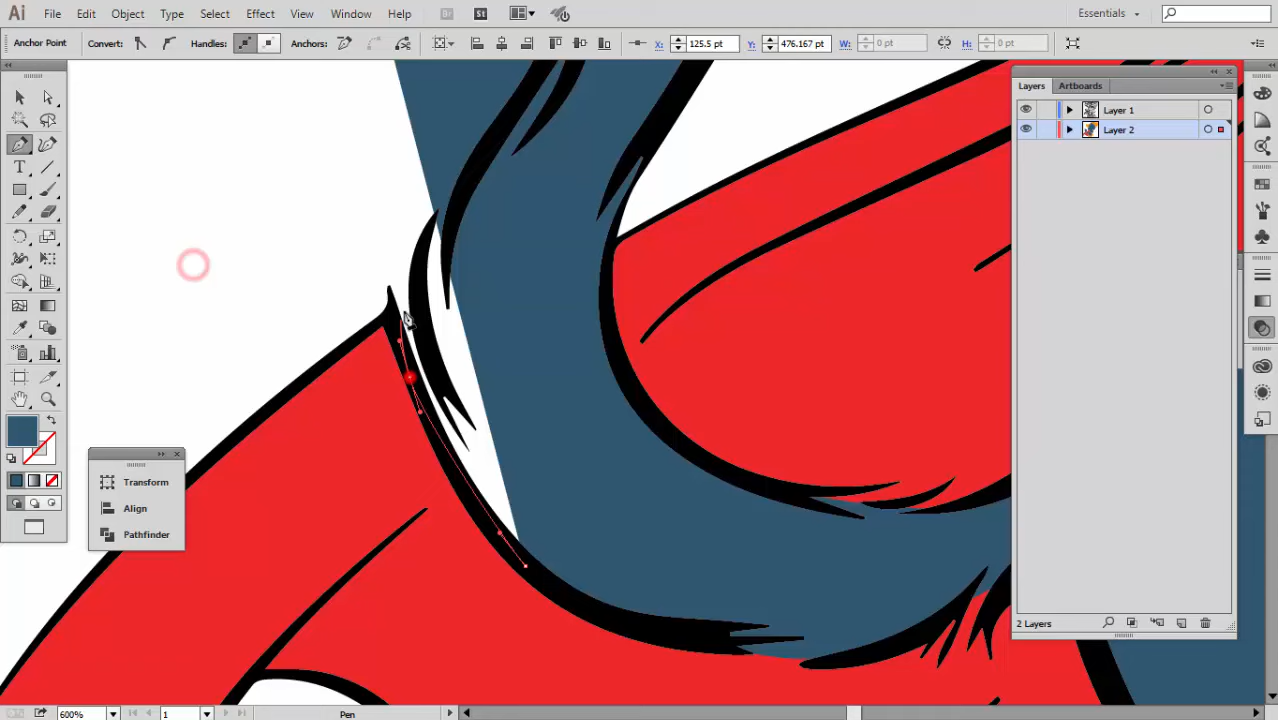 Ai File Edit Object Type Select Effect View Window Help Br St Essentials
Anchor Point Convert: Handles: Anchors: X: 125.5 pt Y: 476.167 pt W: 0 pt H: 0 pt
Layers Artboards
Layer 1
Layer 2
T
Transform
Align
Pathfinder
2 Layers
600% 1 Pen